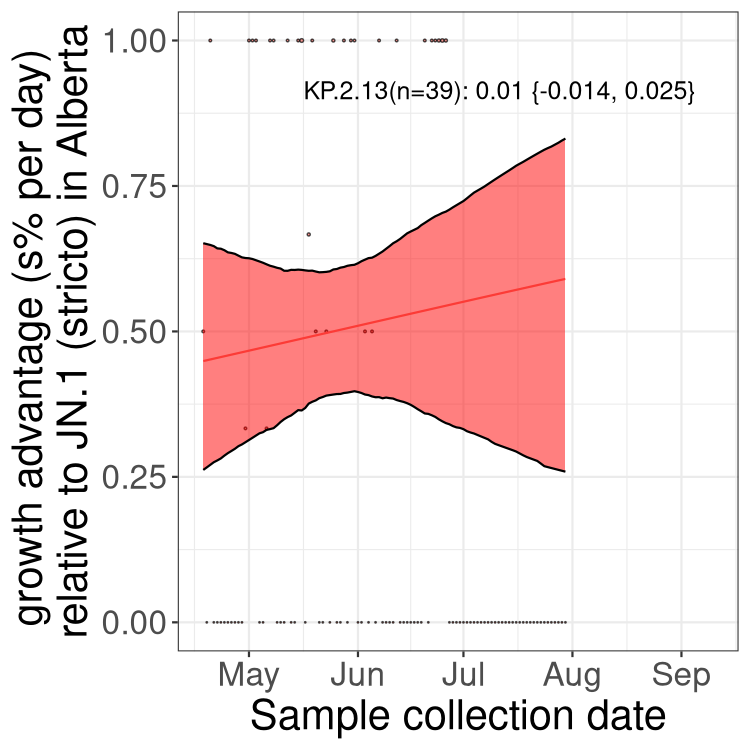 growth advantage (s% per day)
relative to JN.1 (stricto) in Alberta
1.00
0.75
0.50
0.25
0.00
KP.2.13(n=39): 0.01 {-0.014, 0.025}
May Jun Jul Aug Sep
Sample collection date